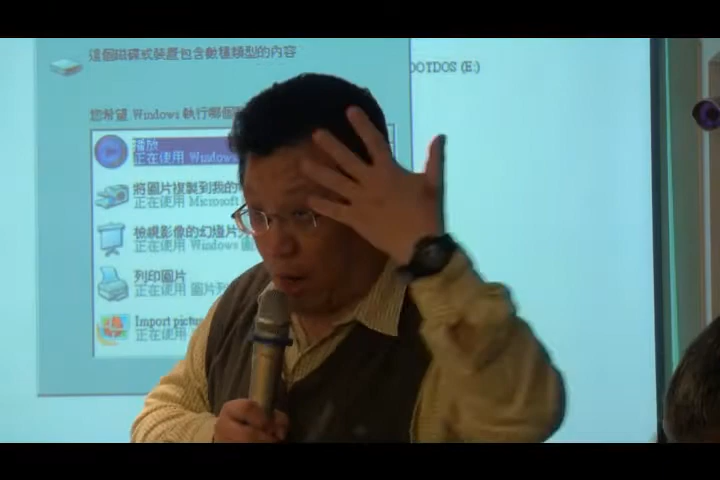 這個磁碟或裝置包含數種類型的內容
OOTDOS (E:)
您希望 Windows 執行哪個
播放
正在使用 Windows
將圖片複製到我的
正在使用 Microsoft
檢視影像的幻燈片
正在使用 Windows 圖
列印圖片
正在使用 圖片列
Import pictu
正在使用